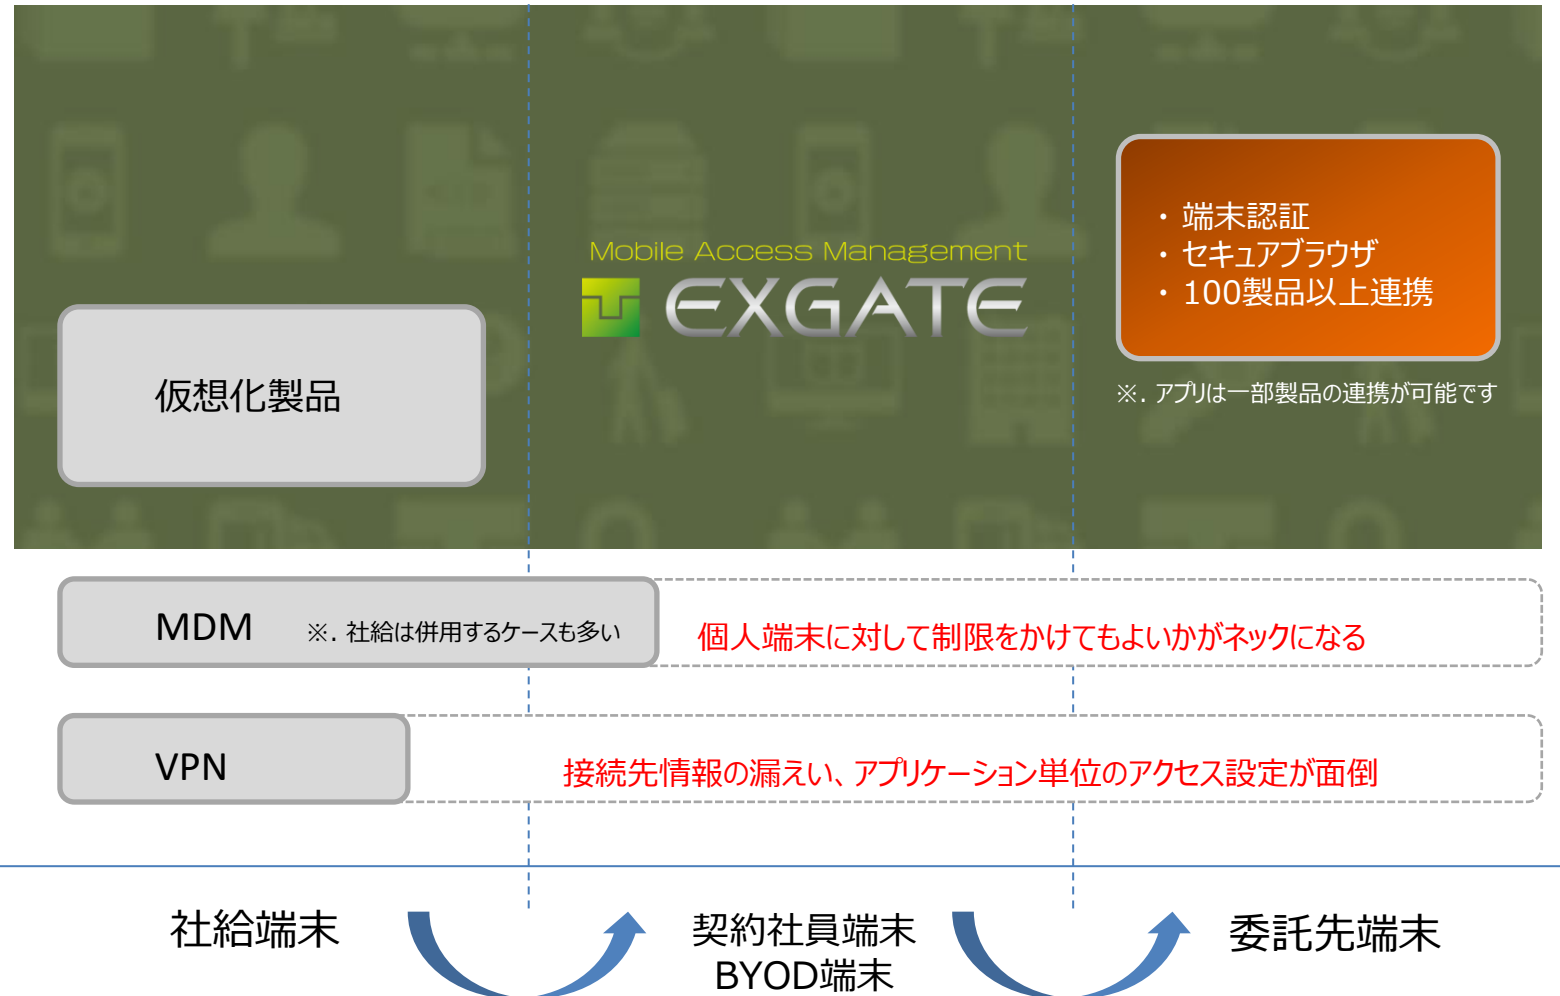 Mobile Access Management
EXGATE
・端末認証
・セキュアブラウザ
・100製品以上連携
※. アプリは一部製品の連携が可能です
仮想化製品
MDM ※. 社給は併用するケースも多い
個人端末に対して制限をかけてもよいかがネックになる
VPN
接続先情報の漏えい、アプリケーション単位のアクセス設定が面倒
社給端末
契約社員端末
BYOD端末
委託先端末